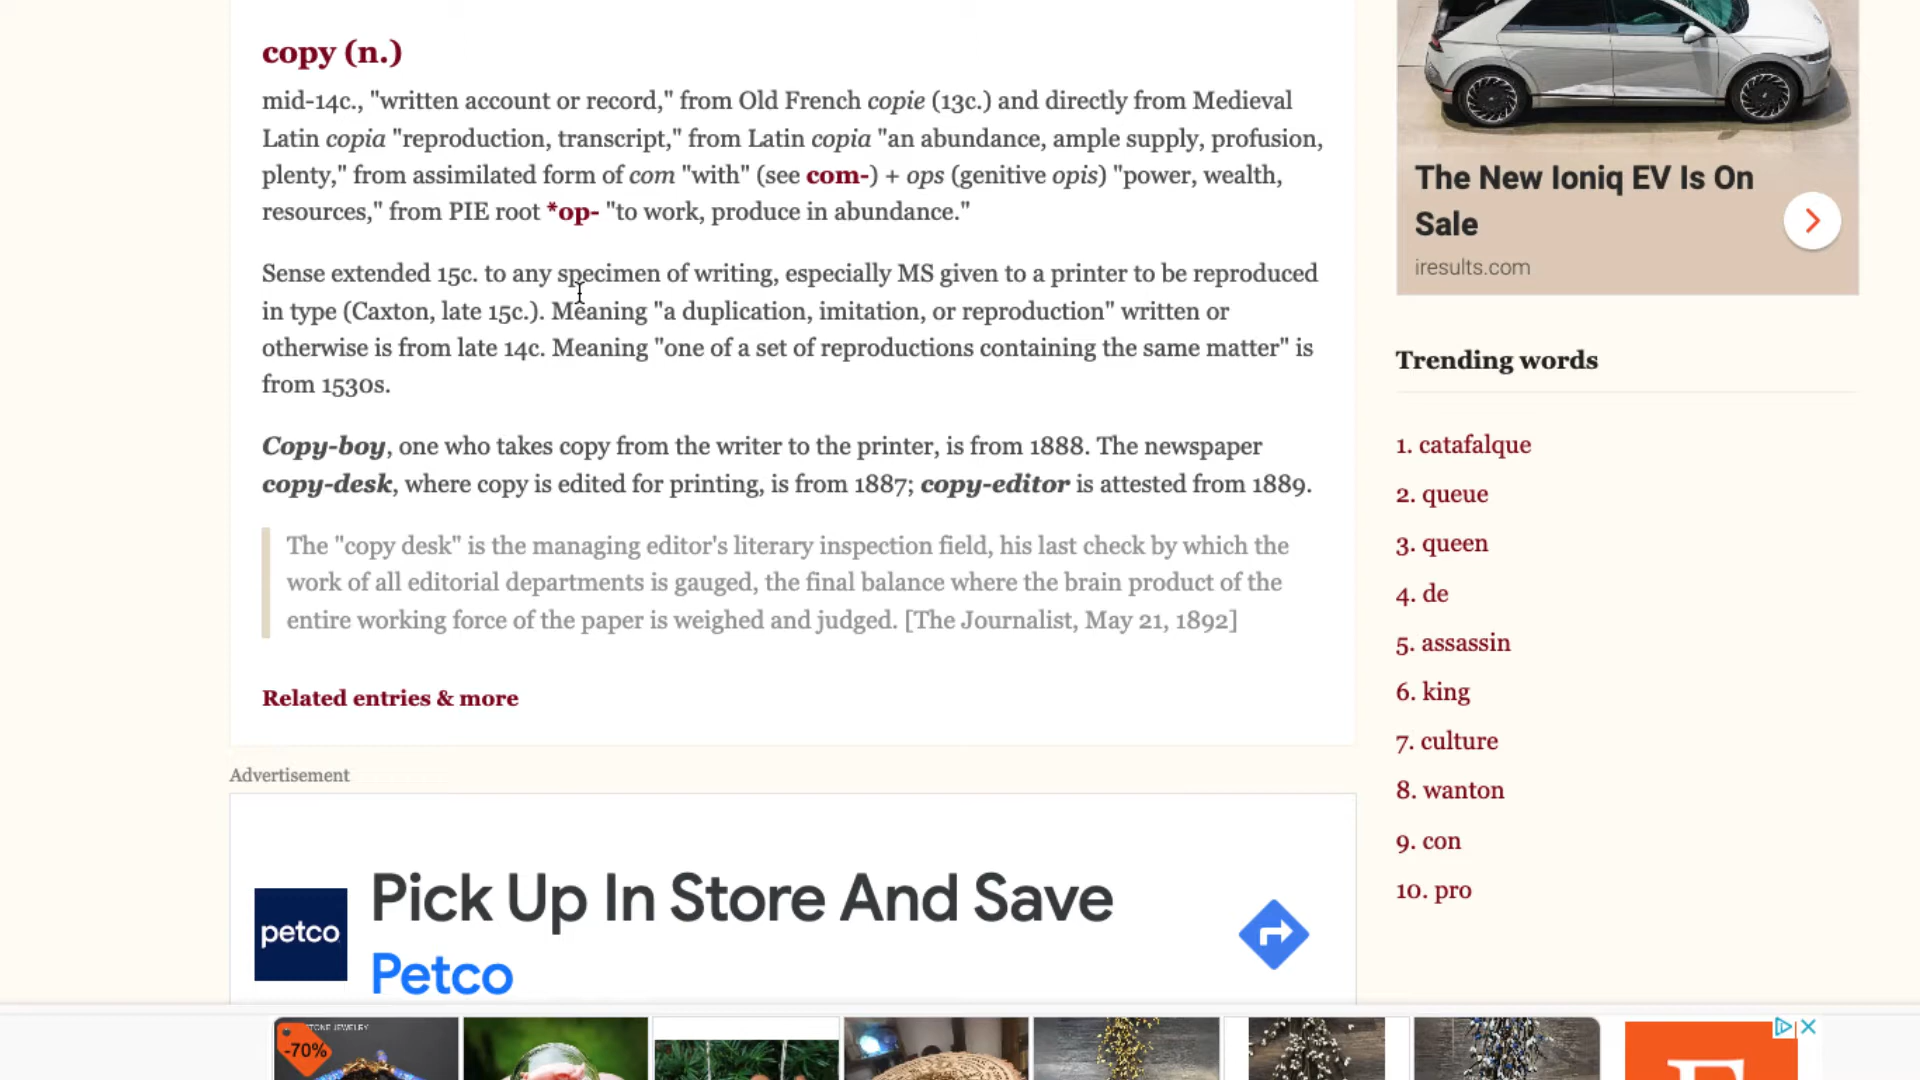 copy (n.)
mid-14c., "written account or record," from Old French copie (13c.) and directly from Medieval
Latin copia "reproduction, transcript," from Latin copia "an abundance, ample supply, profusion,
plenty," from assimilated form of com "with" (see com-) + ops (genitive opis) "power, wealth,
resources," from PIE root *op- "to work, produce in abundance."
Sense extended 15c. to any specimen of writing, especially MS given to a printer to be reproduced
in type (Caxton, late 15c.). Meaning "a duplication, imitation, or reproduction" written or
otherwise is from late 14c. Meaning "one of a set of reproductions containing the same matter" is
from 1530s.
Copy-boy, one who takes copy from the writer to the printer, is from 1888. The newspaper
copy-desk, where copy is edited for printing, is from 1887; copy-editor is attested from 1889.
The "copy desk" is the managing editor's literary inspection field, his last check by which the
work of all editorial departments is gauged, the final balance where the brain product of the
entire working force of the paper is weighed and judged. [The Journalist, May 21, 1892]
Related entries & more
Advertisement
petco
Pick Up In Store And Save
Petco
The New Ioniq EV Is On
Sale
iresults.com
Trending words
1. catafalque
2. queue
3. queen
4. de
5. assassin
6. king
7. culture
8. wanton
9. con
10. pro
JEWELRY
-70%